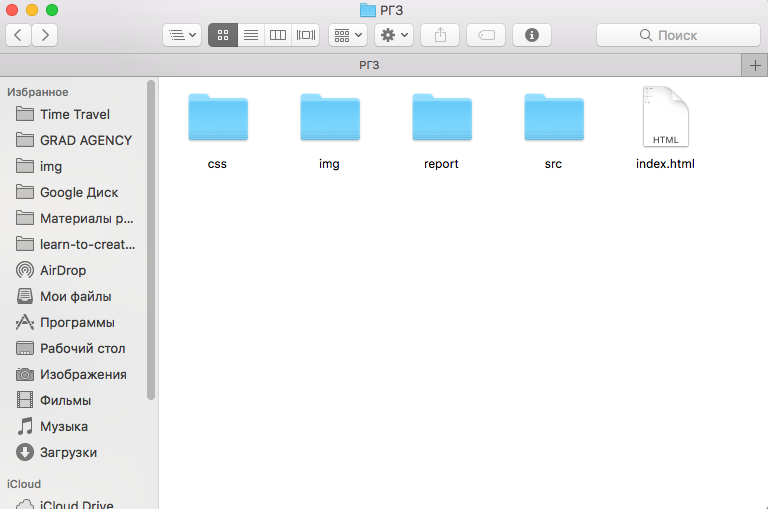 РГЗ
Поиск
РГЗ
Избранное
Time Travel
GRAD AGENCY
img
Google Диск
Материалы р...
learn-to-creat...
AirDrop
Мои файлы
Программы
Рабочий стол
Изображения
Фильмы
Музыка
Загрузки
iCloud
iCloud Drive
css
img
report
src
index.html
HTML